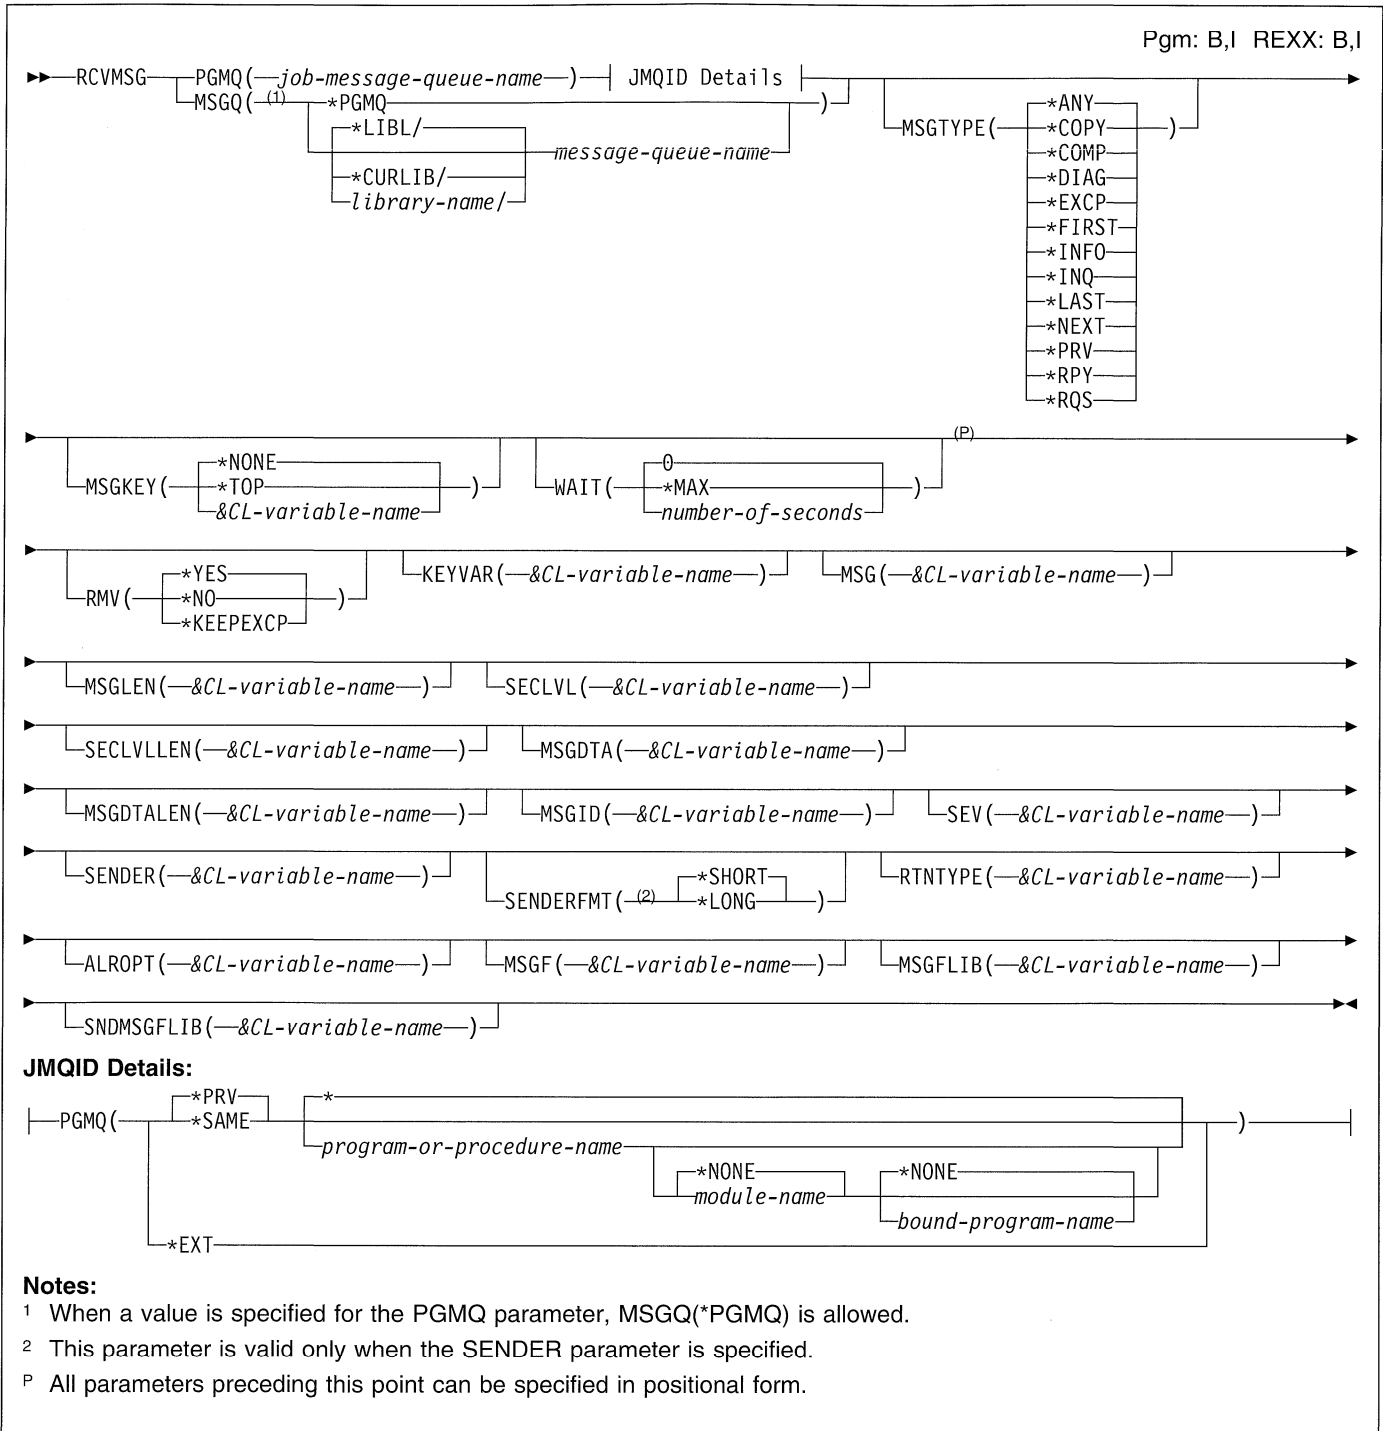 Pgm: B,I REXX: B,I
RCVMSG PGMQ( job-message-queue-name ) JMQID Details
MSGQ( (1) *PGMQ )
*LIBL/
message-queue-name
*CURLIB/
library-name/
MSGTYPE( )
*ANY
*COPY
*COMP
*DIAG
*EXCP
*FIRST
*INFO
*INQ
*LAST
*NEXT
*PRV
*RPY
*RQS
MSGKEY( )
*NONE
*TOP
&CL-variable-name
WAIT( )
0
*MAX
number-of-seconds
(P)
RMV( )
*YES
*NO
*KEEPEXCP
KEYVAR( &CL-variable-name )
MSG( &CL-variable-name )
MSGLEN( &CL-variable-name )
SECLVL( &CL-variable-name )
SECLVLLEN( &CL-variable-name )
MSGDTA( &CL-variable-name )
MSGDTALEN( &CL-variable-name )
MSGID( &CL-variable-name )
SEV( &CL-variable-name )
SENDER( &CL-variable-name )
SENDERFMT( (2) )
*SHORT
*LONG
RTNTYPE( &CL-variable-name )
ALROPT( &CL-variable-name )
MSGF( &CL-variable-name )
MSGFLIB( &CL-variable-name )
SNDMSGFLIB( &CL-variable-name )
JMQID Details:
PGMQ( )
*PRV
*SAME
*
program-or-procedure-name
*NONE
module-name
*NONE
bound-program-name
*EXT
Notes:
1 When a value is specified for the PGMQ parameter, MSGQ(*PGMQ) is allowed.
2 This parameter is valid only when the SENDER parameter is specified.
P All parameters preceding this point can be specified in positional form.